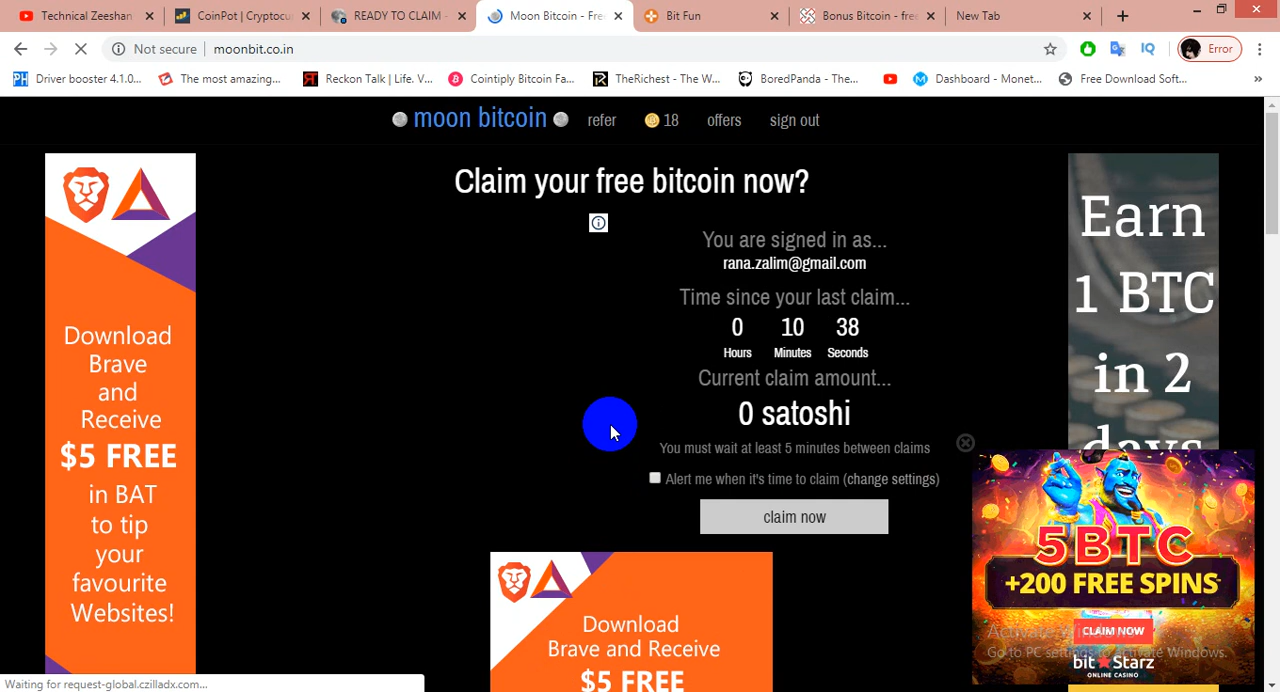 Technical Zeeshan
CoinPot | Cryptocu
READY TO CLAIM -
Moon Bitcoin - Fre
Bit Fun
Bonus Bitcoin - free
New Tab
Not secure
moonbit.co.in
IQ
Error
PH Driver booster 4.1.0...
The most amazing...
Reckon Talk | Life. V...
Cointiply Bitcoin Fa...
TheRichest - The W...
BoredPanda - The...
Dashboard - Monet...
Free Download Soft...
moon bitcoin
refer
18
offers
sign out
Claim your free bitcoin now?
You are signed in as...
rana.zalim@gmail.com
Time since your last claim...
0 10 38
Hours Minutes Seconds
Current claim amount...
0 satoshi
You must wait at least 5 minutes between claims
Alert me when it's time to claim (change settings)
claim now
Download
Brave
and
Receive
$5 FREE
in BAT
to tip
your
favourite
Websites!
Download
Brave and Receive
$5 FREE
Earn
1 BTC
in 2
days
5BTC
+200 FREE SPINS
CLAIM NOW
bitStarz
ONLINE CASINO
Activate Windows
Go to PC settings to activate Windows.
Waiting for request-global.czilladx.com...